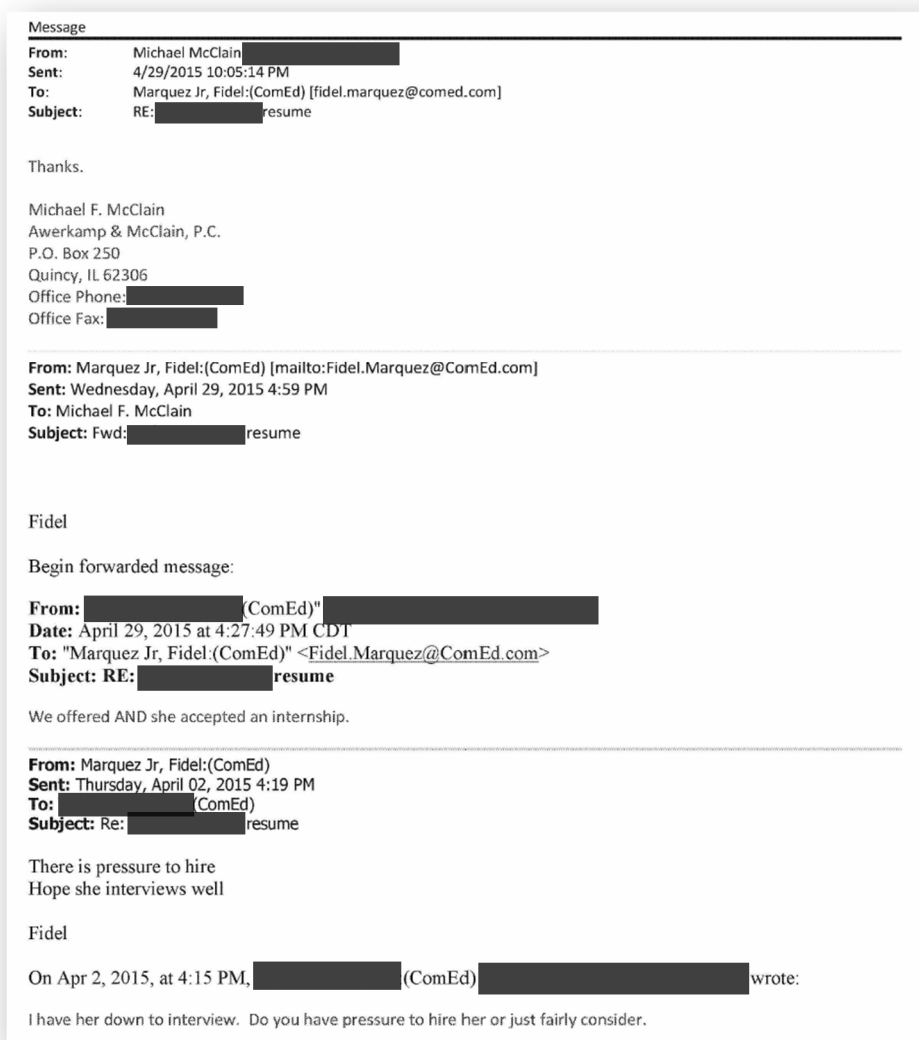 Message
From: Michael McClain
Sent: 4/29/2015 10:05:14 PM
To: Marquez Jr, Fidel:(ComEd) [fidel.marquez@comed.com]
Subject: RE: resume
Thanks.
Michael F. McClain
Awerkamp & McClain, P.C.
P.O. Box 250
Quincy, IL 62306
Office Phone:
Office Fax:
From: Marquez Jr, Fidel:(ComEd) [mailto:Fidel.Marquez@ComEd.com]
Sent: Wednesday, April 29, 2015 4:59 PM
To: Michael F. McClain
Subject: Fwd: resume
Fidel
Begin forwarded message:
From: (ComEd)"
Date: April 29, 2015 at 4:27:49 PM CDT
To: "Marquez Jr, Fidel:(ComEd)" <Fidel.Marquez@ComEd.com>
Subject: RE: resume
We offered AND she accepted an internship.
From: Marquez Jr, Fidel:(ComEd)
Sent: Thursday, April 02, 2015 4:19 PM
To: (ComEd)
Subject: Re: resume
There is pressure to hire
Hope she interviews well
Fidel
On Apr 2, 2015, at 4:15 PM, (ComEd) wrote:
I have her down to interview. Do you have pressure to hire her or just fairly consider.